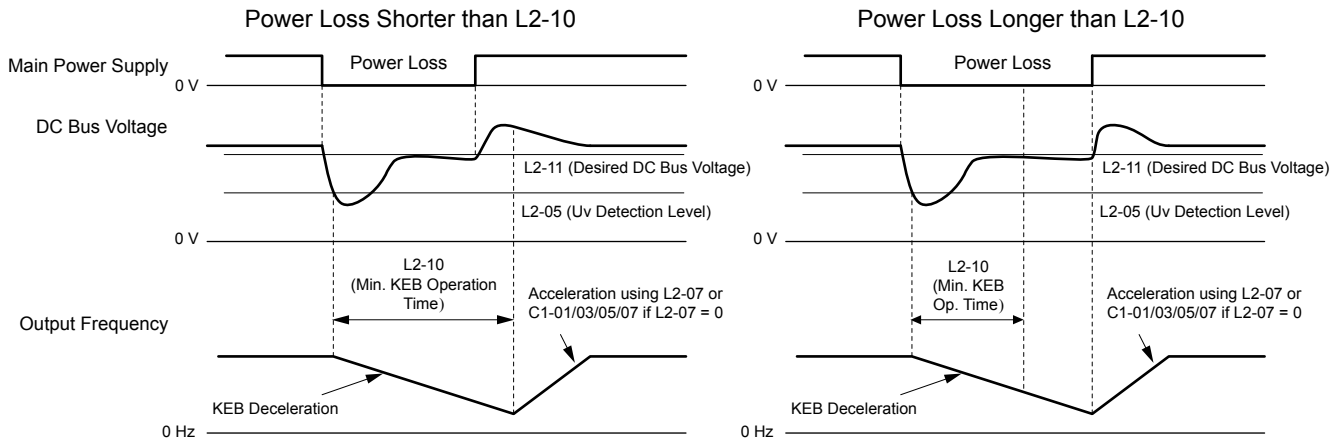 Power Loss Shorter than L2-10
Power Loss Longer than L2-10
Main Power Supply
Power Loss
0 V
DC Bus Voltage
L2-11 (Desired DC Bus Voltage)
L2-05 (Uv Detection Level)
0 V
L2-10
(Min. KEB Operation
Time)
Acceleration using L2-07 or
C1-01/03/05/07 if L2-07 = 0
Output Frequency
KEB Deceleration
0 Hz
Power Loss
0 V
L2-11 (Desired DC Bus Voltage)
L2-05 (Uv Detection Level)
0 V
L2-10
(Min. KEB
Op. Time)
Acceleration using L2-07 or
C1-01/03/05/07 if L2-07 = 0
KEB Deceleration
0 Hz